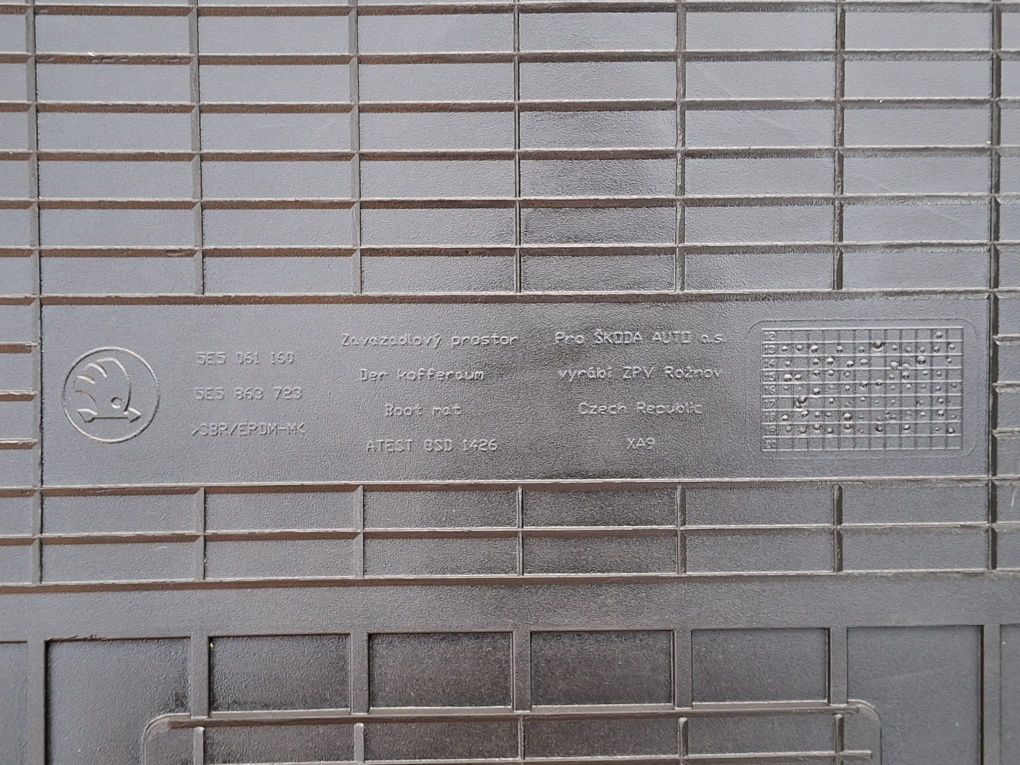 5E5 061 160
5E5 863 723
>SBR/EPDM-M<
Zavazadlový prostor
Der kofferaum
Boot mat
ATEST 8SD 1426
Pro ŠKODA AUTO a.s.
vyrábí ZPV Rožnov
Czech Republic
XA9